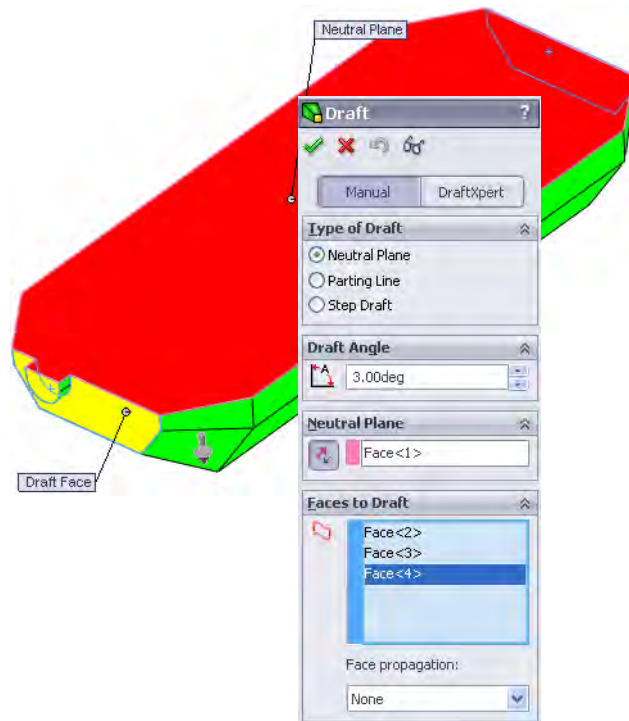 Neutral Plane
Draft ?
Manual DraftXpert
Type of Draft
Neutral Plane
Parting Line
Step Draft
Draft Angle
A
3.00deg
Neutral Plane
Face<1>
Draft Face
Faces to Draft
Face<2>
Face<3>
Face<4>
Face propagation:
None